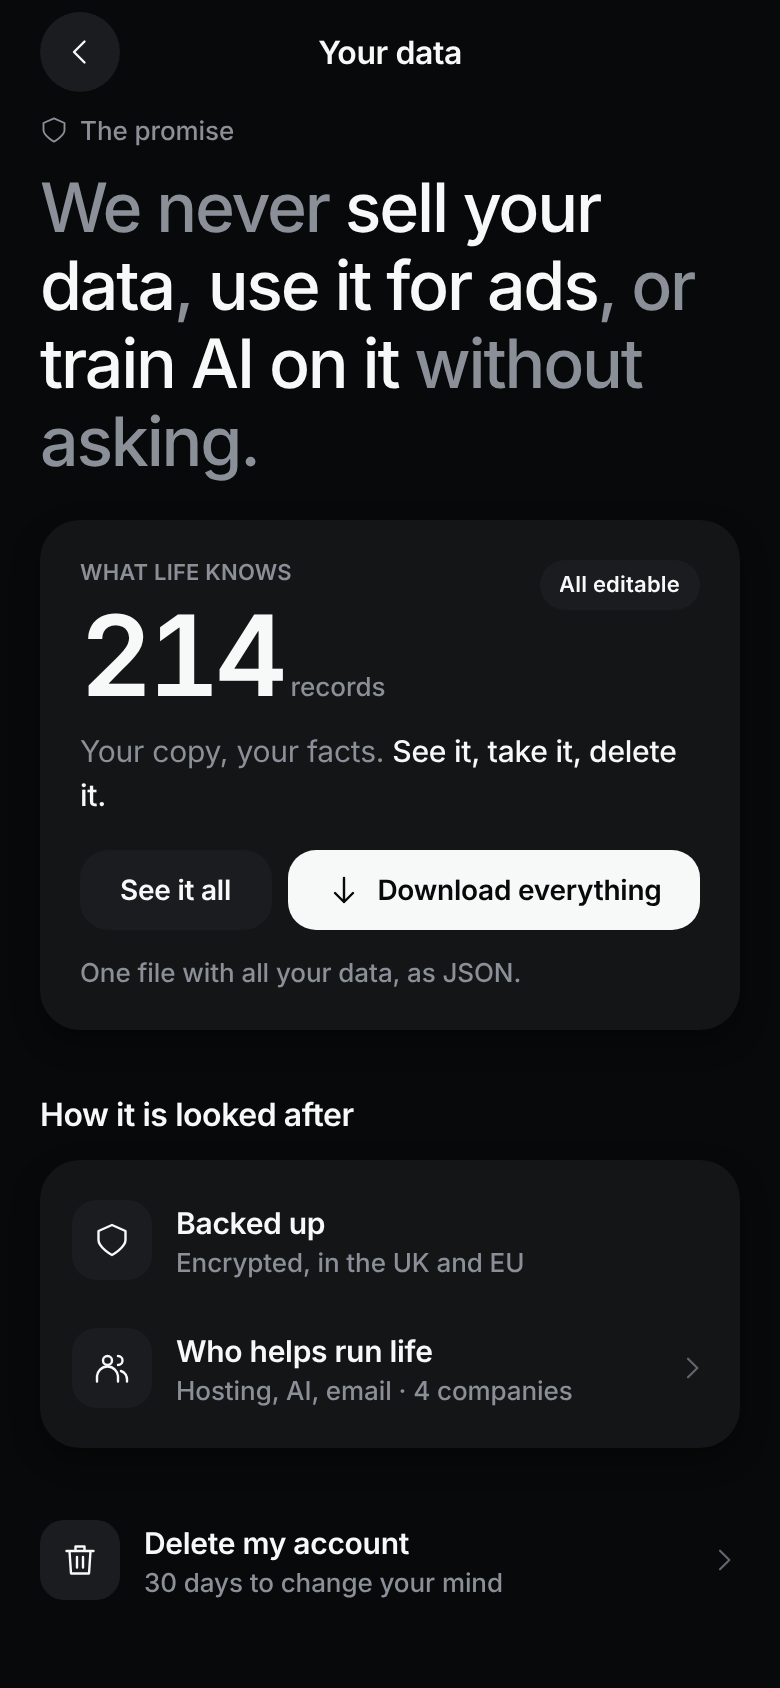 Your data
The promise
We never sell your
data, use it for ads, or
train AI on it without
asking.
WHAT LIFE KNOWS
All editable
214 records
Your copy, your facts. See it, take it, delete
it.
See it all
Download everything
One file with all your data, as JSON.
How it is looked after
Backed up
Encrypted, in the UK and EU
Who helps run life
Hosting, AI, email · 4 companies
Delete my account
30 days to change your mind